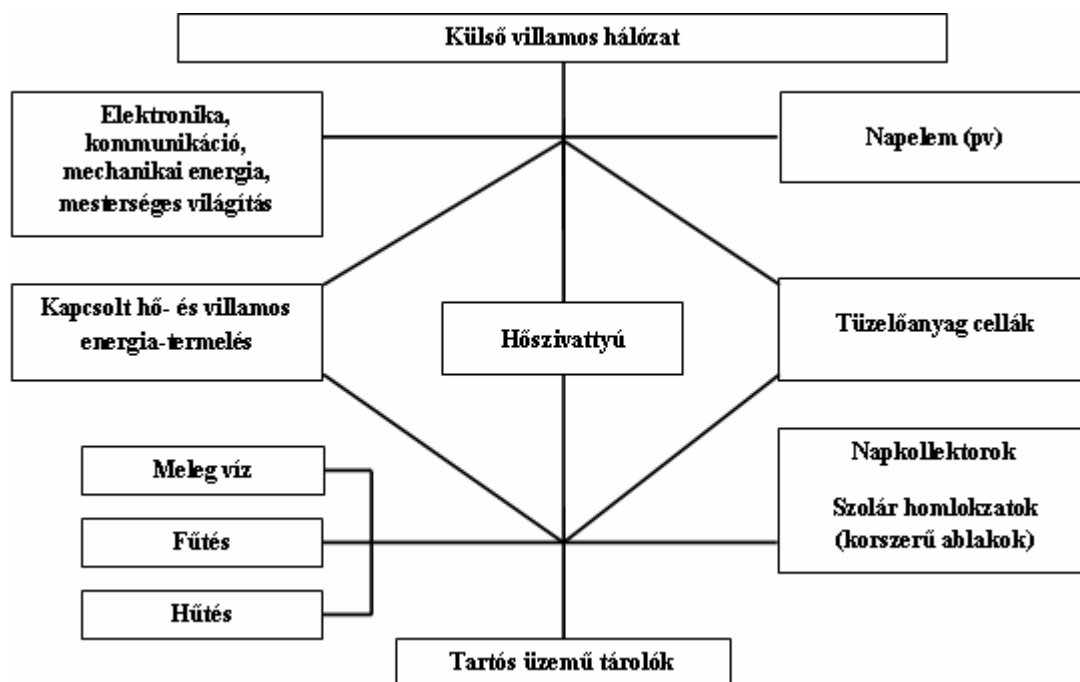 Külső villamos hálózat
Elektronika,
kommunikáció,
mechanikai energia,
mesterséges világítás
Napelem (pv)
Kapcsolt hő- és villamos
energia-termelés
Hőszivattyú
Tüzelőanyag cellák
Meleg víz
Fűtés
Hűtés
Napkollektorok
Szolár homlokzatok
(korszerű ablakok)
Tartós üzemű tárolók